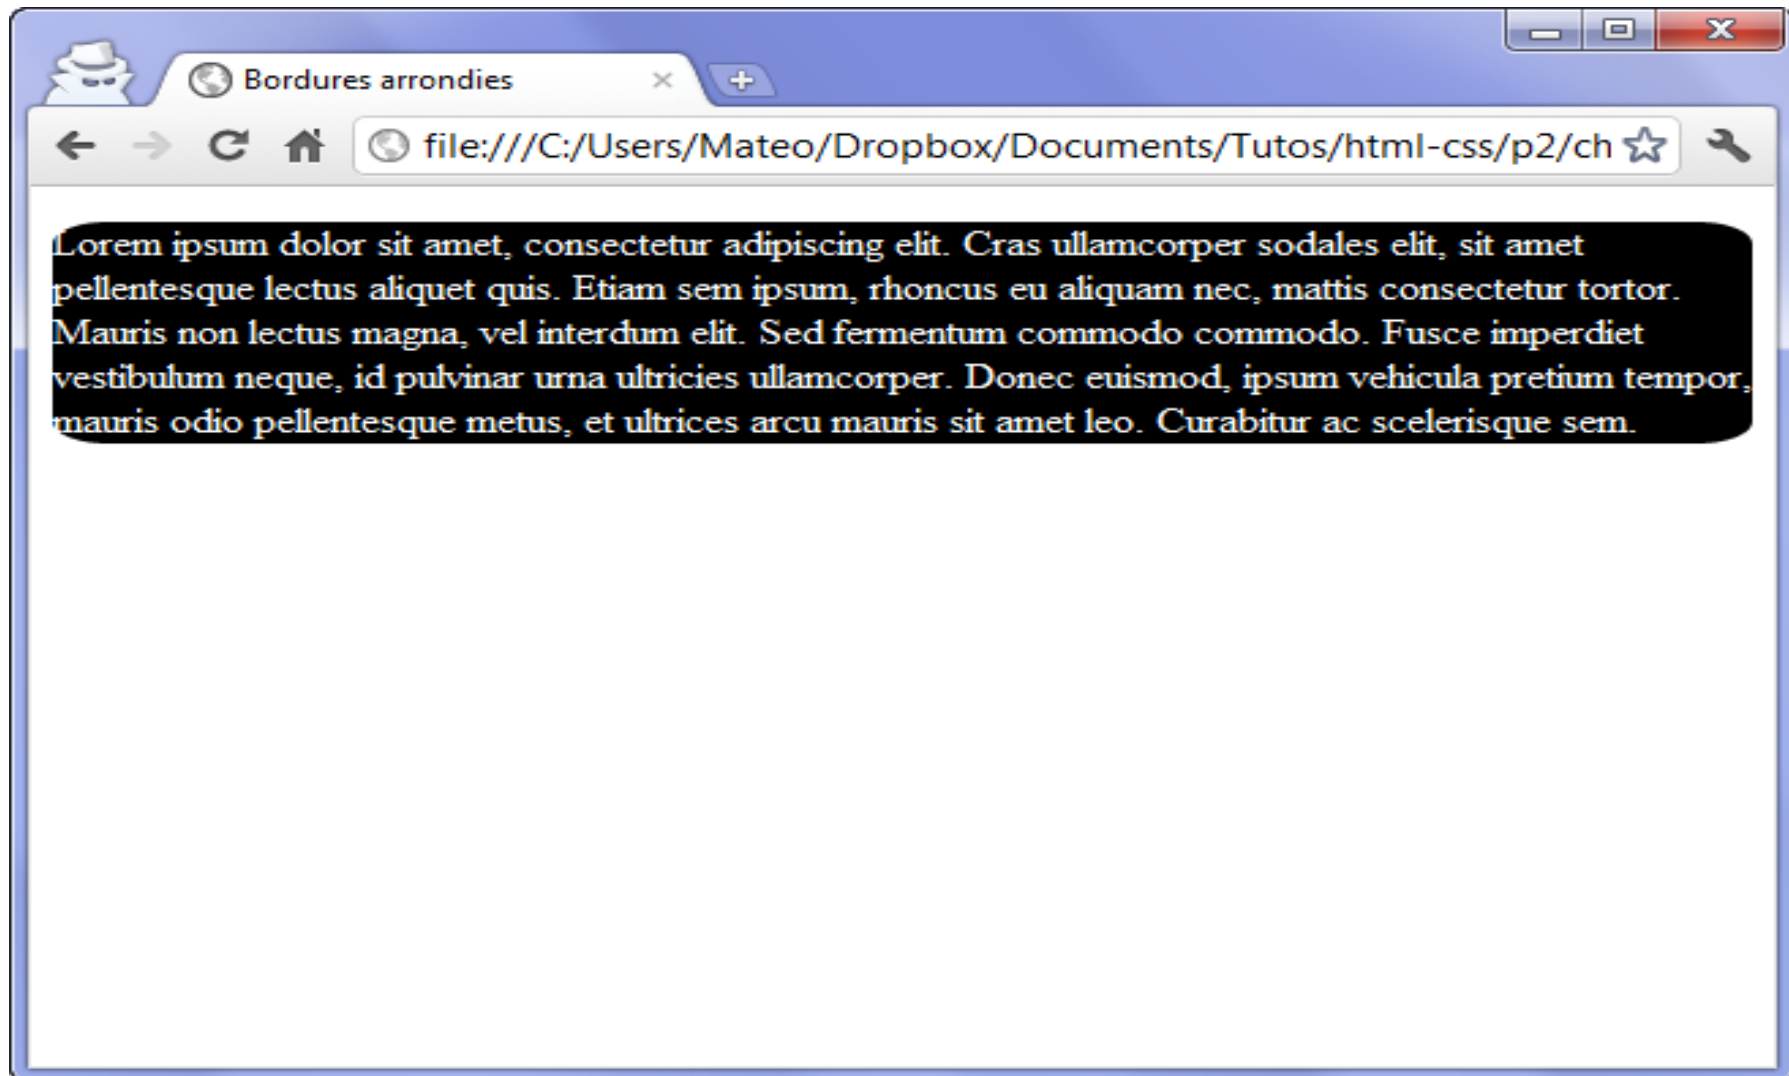 Bordures arrondies
file:///C:/Users/Mateo/Dropbox/Documents/Tutos/html-css/p2/ch
Lorem ipsum dolor sit amet, consectetur adipiscing elit. Cras ullamcorper sodales elit, sit amet
pellentesque lectus aliquet quis. Etiam sem ipsum, rhoncus eu aliquam nec, mattis consectetur tortor.
Mauris non lectus magna, vel interdum elit. Sed fermentum commodo commodo. Fusce imperdiet
vestibulum neque, id pulvinar urna ultricies ullamcorper. Donec euismod, ipsum vehicula pretium tempor,
mauris odio pellentesque metus, et ultrices arcu mauris sit amet leo. Curabitur ac scelerisque sem.